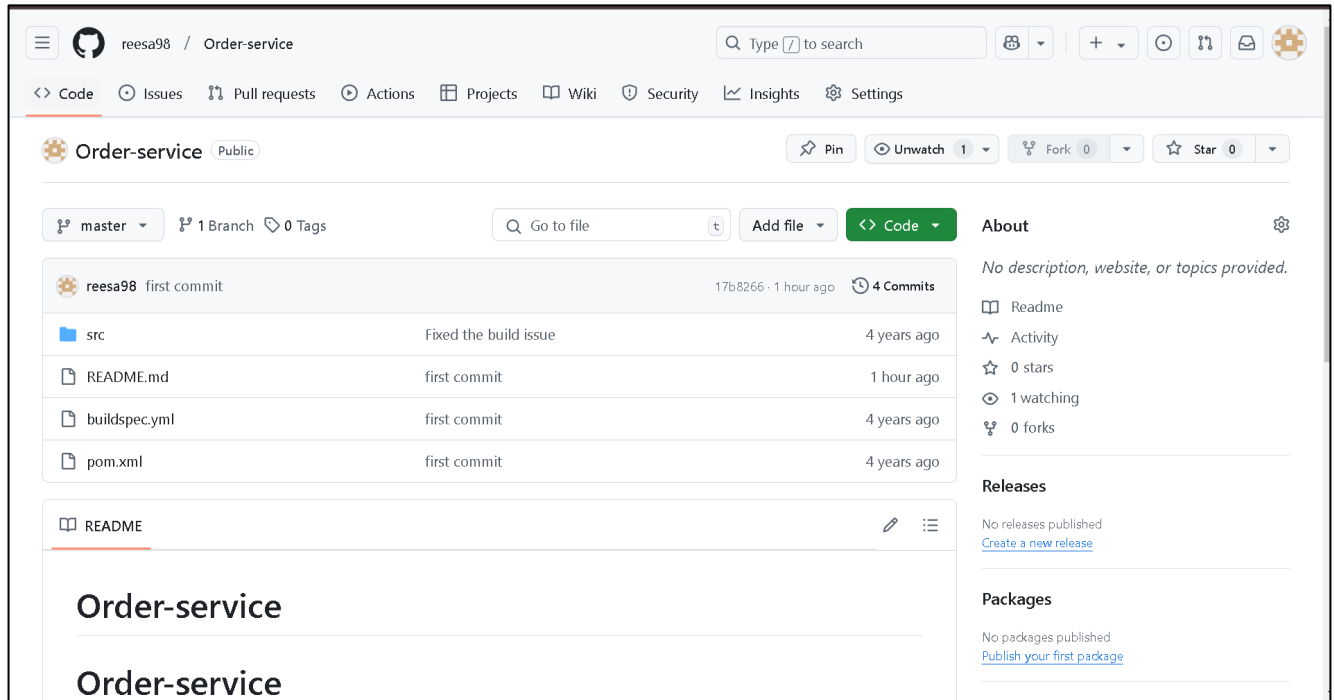 reesa98 / Order-service
Type / to search
Code Issues Pull requests Actions Projects Wiki Security Insights Settings
Order-service Public
Pin Unwatch 1 Fork 0 Star 0
master 1 Branch 0 Tags Go to file t Add file Code
reesa98 first commit 17b8266 · 1 hour ago 4 Commits
src Fixed the build issue 4 years ago
README.md first commit 1 hour ago
buildspec.yml first commit 4 years ago
pom.xml first commit 4 years ago
README
Order-service
Order-service
About
No description, website, or topics provided.
Readme
Activity
0 stars
1 watching
0 forks
Releases
No releases published
Create a new release
Packages
No packages published
Publish your first package